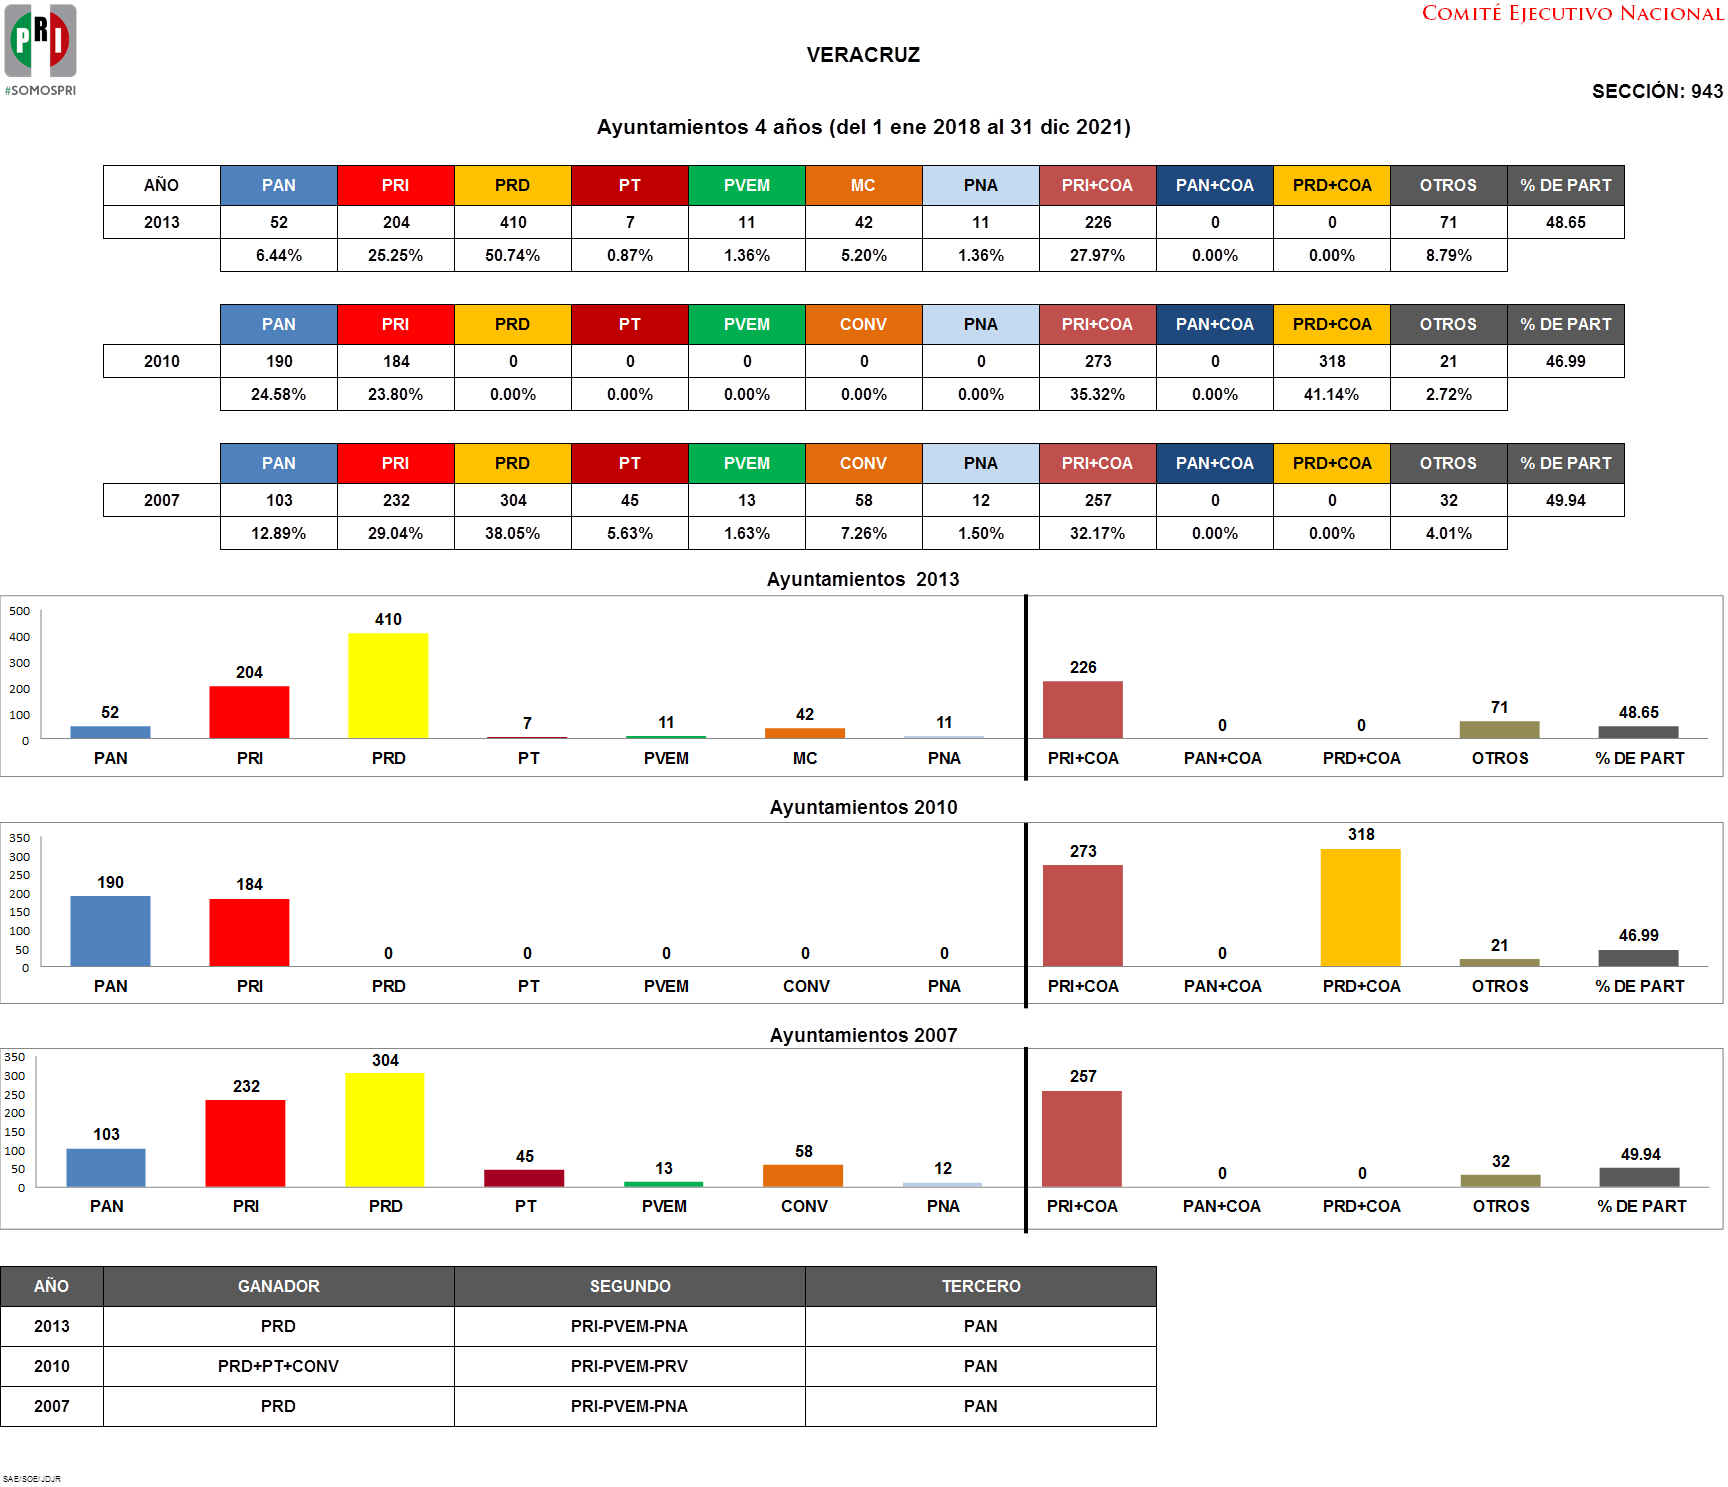 PRI
#SOMOSPRI
COMITÉ EJECUTIVO NACIONAL
VERACRUZ
SECCIÓN: 943
Ayuntamientos 4 años (del 1 ene 2018 al 31 dic 2021)
AÑO PAN PRI PRD PT PVEM MC PNA PRI+COA PAN+COA PRD+COA OTROS % DE PART
2013 52 204 410 7 11 42 11 226 0 0 71 48.65
6.44% 25.25% 50.74% 0.87% 1.36% 5.20% 1.36% 27.97% 0.00% 0.00% 8.79%
PAN PRI PRD PT PVEM CONV PNA PRI+COA PAN+COA PRD+COA OTROS % DE PART
2010 190 184 0 0 0 0 0 273 0 318 21 46.99
24.58% 23.80% 0.00% 0.00% 0.00% 0.00% 0.00% 35.32% 0.00% 41.14% 2.72%
PAN PRI PRD PT PVEM CONV PNA PRI+COA PAN+COA PRD+COA OTROS % DE PART
2007 103 232 304 45 13 58 12 257 0 0 32 49.94
12.89% 29.04% 38.05% 5.63% 1.63% 7.26% 1.50% 32.17% 0.00% 0.00% 4.01%
Ayuntamientos 2013
500
400
300
200
100
0
52 204 410 7 11 42 11 226 0 0 71 48.65
PAN PRI PRD PT PVEM MC PNA PRI+COA PAN+COA PRD+COA OTROS % DE PART
Ayuntamientos 2010
350
300
250
200
150
100
50
0
190 184 0 0 0 0 0 273 0 318 21 46.99
PAN PRI PRD PT PVEM CONV PNA PRI+COA PAN+COA PRD+COA OTROS % DE PART
Ayuntamientos 2007
350
300
250
200
150
100
50
0
103 232 304 45 13 58 12 257 0 0 32 49.94
PAN PRI PRD PT PVEM CONV PNA PRI+COA PAN+COA PRD+COA OTROS % DE PART
AÑO GANADOR SEGUNDO TERCERO
2013 PRD PRI-PVEM-PNA PAN
2010 PRD+PT+CONV PRI-PVEM-PRV PAN
2007 PRD PRI-PVEM-PNA PAN
SAE/SOE/JDJR